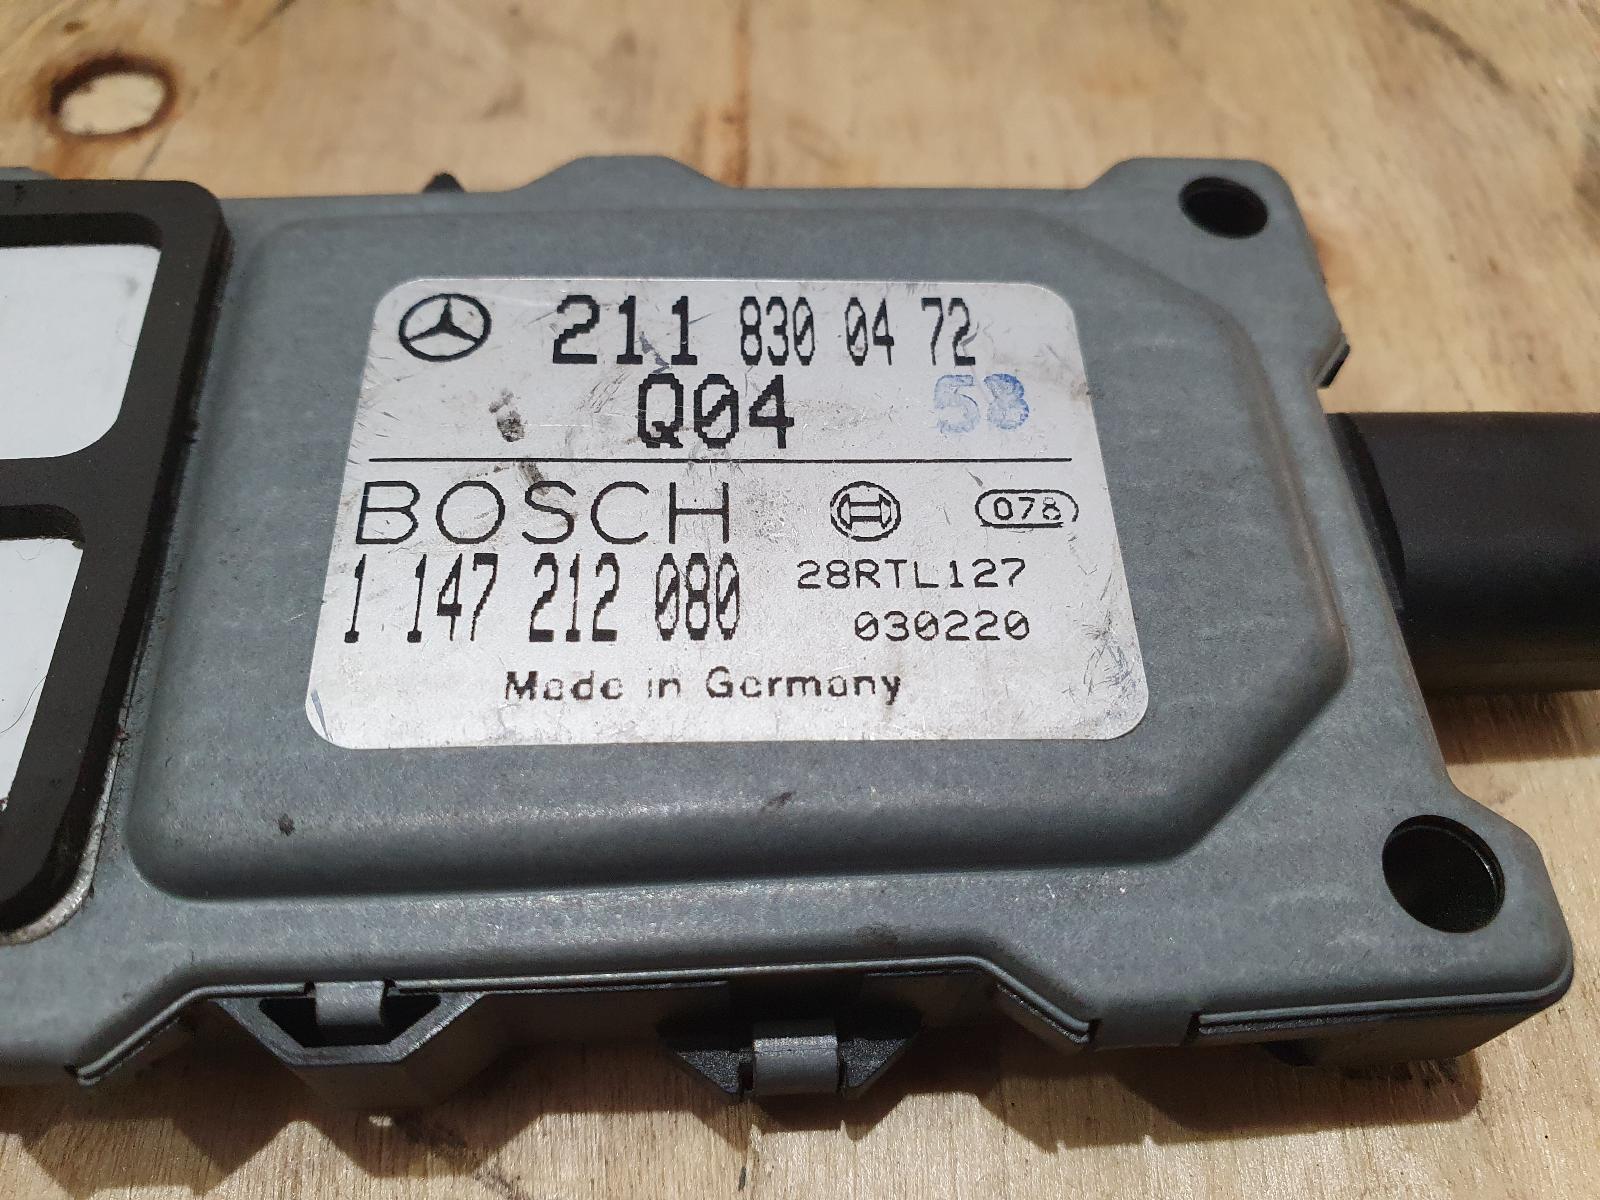 211 830 04 72
Q04 58
BOSCH 078
1 147 212 080 28RTL127
030220
Made in Germany